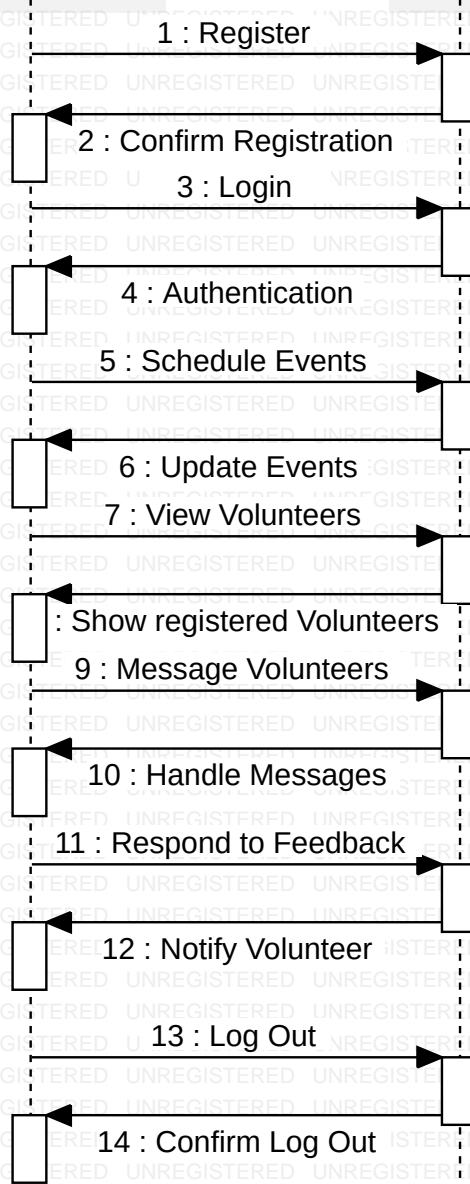 1 : Register
2 : Confirm Registration
3 : Login
4 : Authentication
5 : Schedule Events
6 : Update Events
7 : View Volunteers
: Show registered Volunteers
9 : Message Volunteers
10 : Handle Messages
11 : Respond to Feedback
12 : Notify Volunteer
13 : Log Out
14 : Confirm Log Out